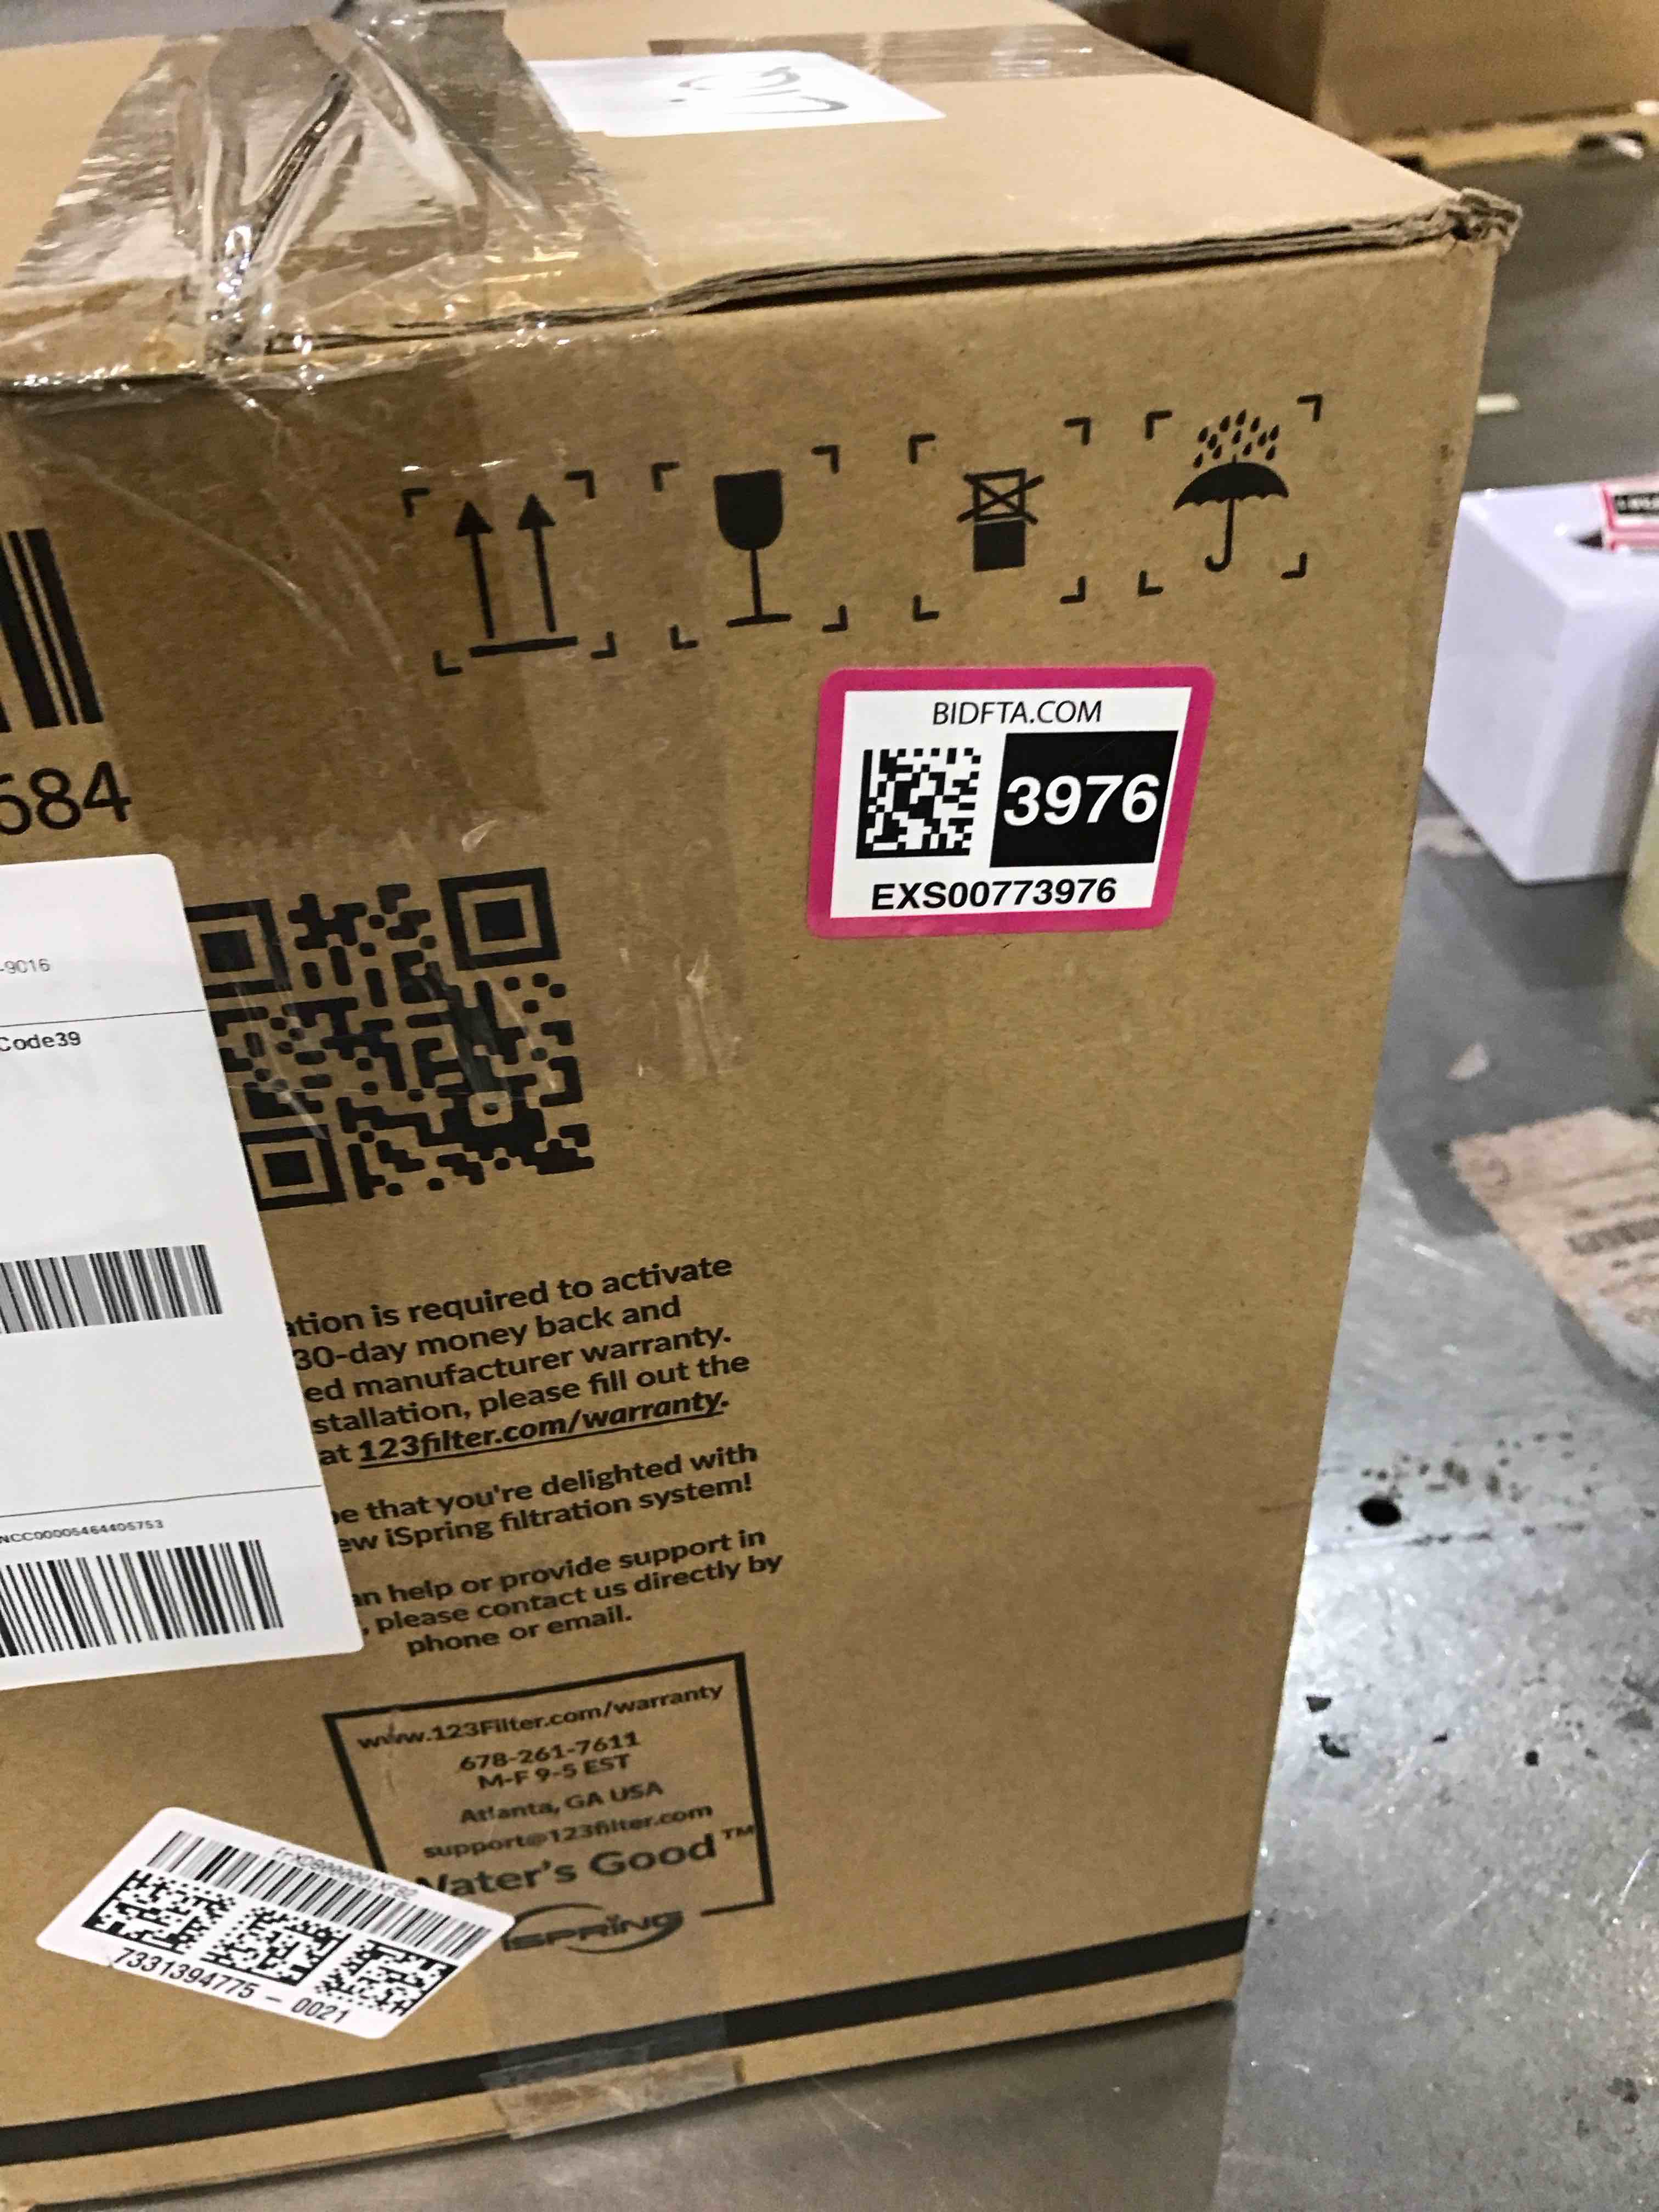 BIDFTA.COM
3976
EXS00773976
684
-9016
Code39
ation is required to activate
30-day money back and
ed manufacturer warranty.
stallation, please fill out the
at 123filter.com/warranty.
pe that you're delighted with
ew iSpring filtration system!
an help or provide support in
, please contact us directly by
phone or email.
NCC00005464405753
www.123Filter.com/warranty
678-261-7611
M-F 9-5 EST
Atlanta, GA USA
support@123filter.com
Water's Good™
iSPRiNG
7331394775 - 0021